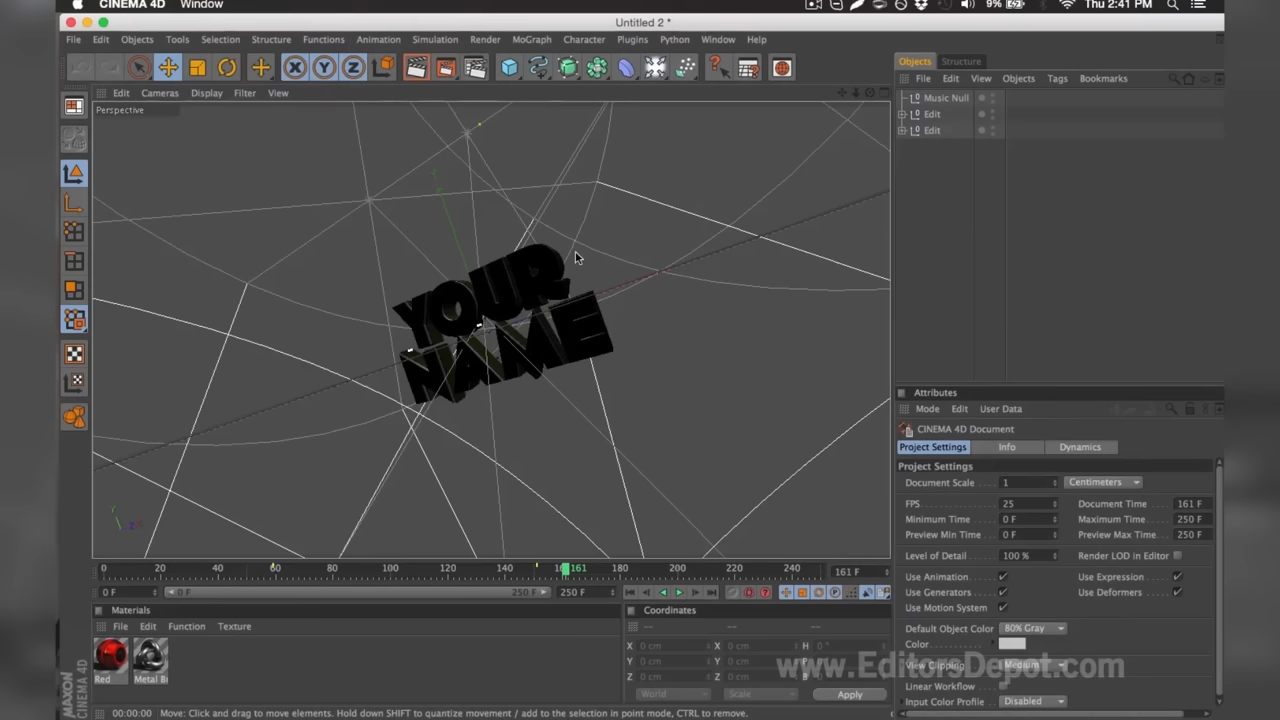 CINEMA 4D Window 9% Thu 2:41 PM
Untitled 2 *
File Edit Objects Tools Selection Structure Functions Animation Simulation Render MoGraph Character Plugins Python Window Help
X Y Z
Objects Structure
File Edit View Objects Tags Bookmarks
Edit Cameras Display Filter View
Perspective
Music Null
Edit
Edit
YOUR
NAME
Attributes
Mode Edit User Data
CINEMA 4D Document
Project Settings Info Dynamics
Project Settings
Document Scale 1 Centimeters
FPS 25 Document Time 161 F
Minimum Time 0 F Maximum Time 250 F
Preview Min Time 0 F Preview Max Time 250 F
Level of Detail 100 % Render LOD in Editor
Use Animation Use Expression
Use Generators Use Deformers
Use Motion System
Default Object Color 80% Gray
Color
View Clipping Medium
Linear Workflow
Input Color Profile Disabled
0 20 40 60 80 100 120 140 161 180 200 220 240 161 F
0 F 0 F 250 F 250 F
Materials
File Edit Function Texture
Red Metal Br
Coordinates
X 0 cm X 0 cm H 0 °
Y 0 cm Y 0 cm P
Z 0 cm Z 0 cm B
World Scale Apply
www.EditorsDepot.com
MAXON CINEMA 4D
00:00:00 Move: Click and drag to move elements. Hold down SHIFT to quantize movement / add to the selection in point mode, CTRL to remove.